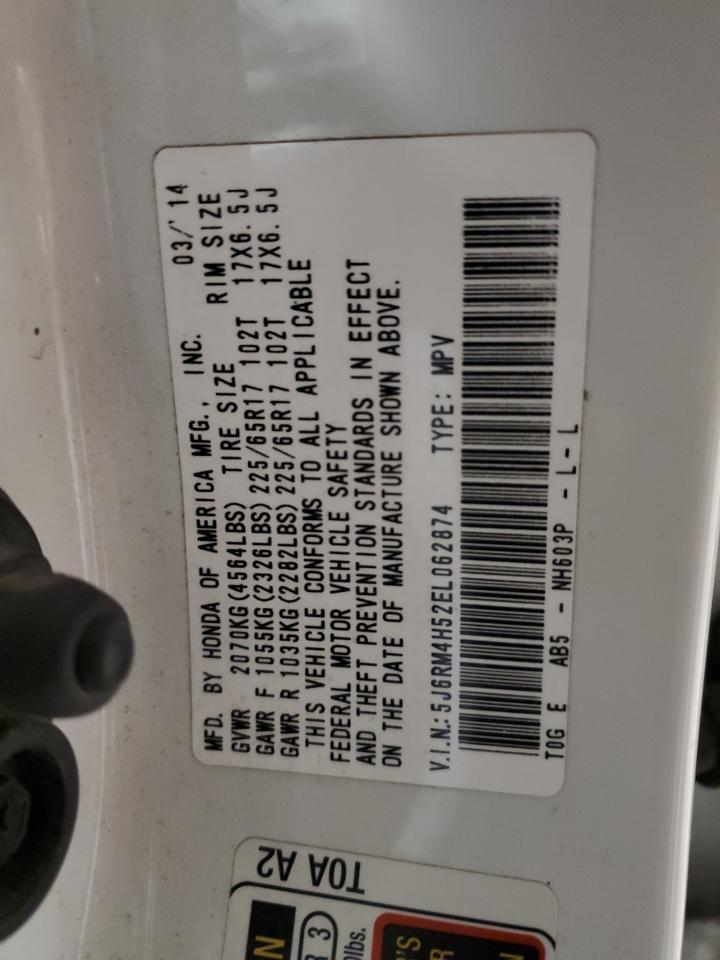 MFD. BY HONDA OF AMERICA MFG., INC. 03/'14
GVWR 2070KG(4564LBS) TIRE SIZE RIM SIZE
GAWR F 1055KG(2326LBS) 225/65R17 102T 17X6.5J
GAWR R 1035KG(2282LBS) 225/65R17 102T 17X6.5J
THIS VEHICLE CONFORMS TO ALL APPLICABLE
FEDERAL MOTOR VEHICLE SAFETY
AND THEFT PREVENTION STANDARDS IN EFFECT
ON THE DATE OF MANUFACTURE SHOWN ABOVE.
V.I.N.:5J6RM4H52EL062874 TYPE: MPV
T0G E AB5 - NH603P - L- L
T0A A2
3
lbs.